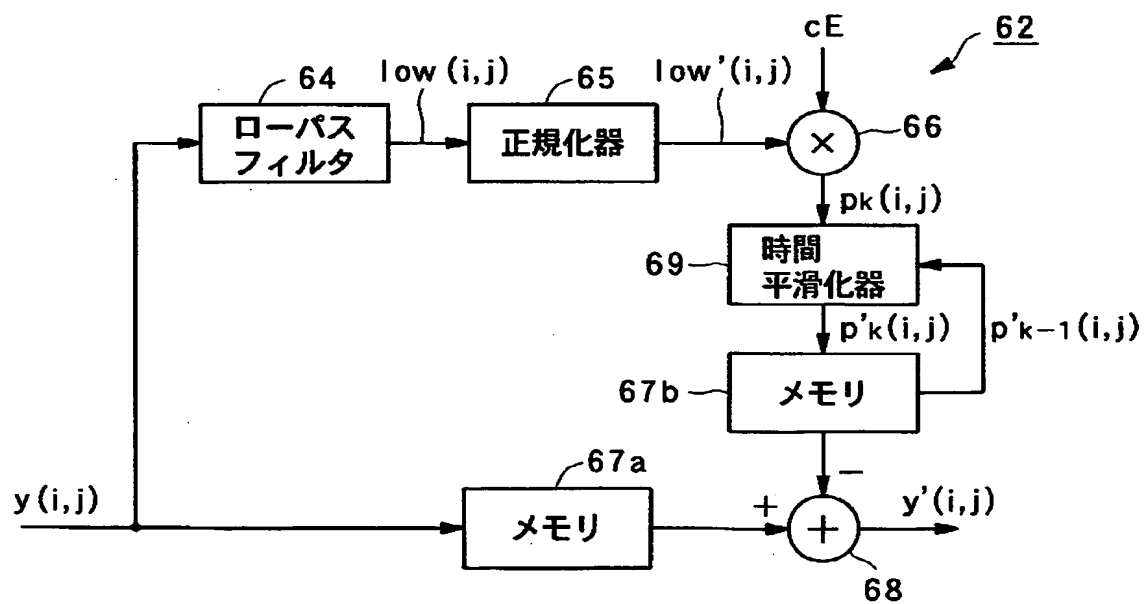 cE
62
low(i,j)
low'(i,j)
64
65
66
ローパス
フィルタ
正規化器
×
pk(i,j)
69
時間
平滑化器
p'k(i,j)
p'k-1(i,j)
67b
メモリ
67a
−
y(i,j)
メモリ
+
+
y'(i,j)
68